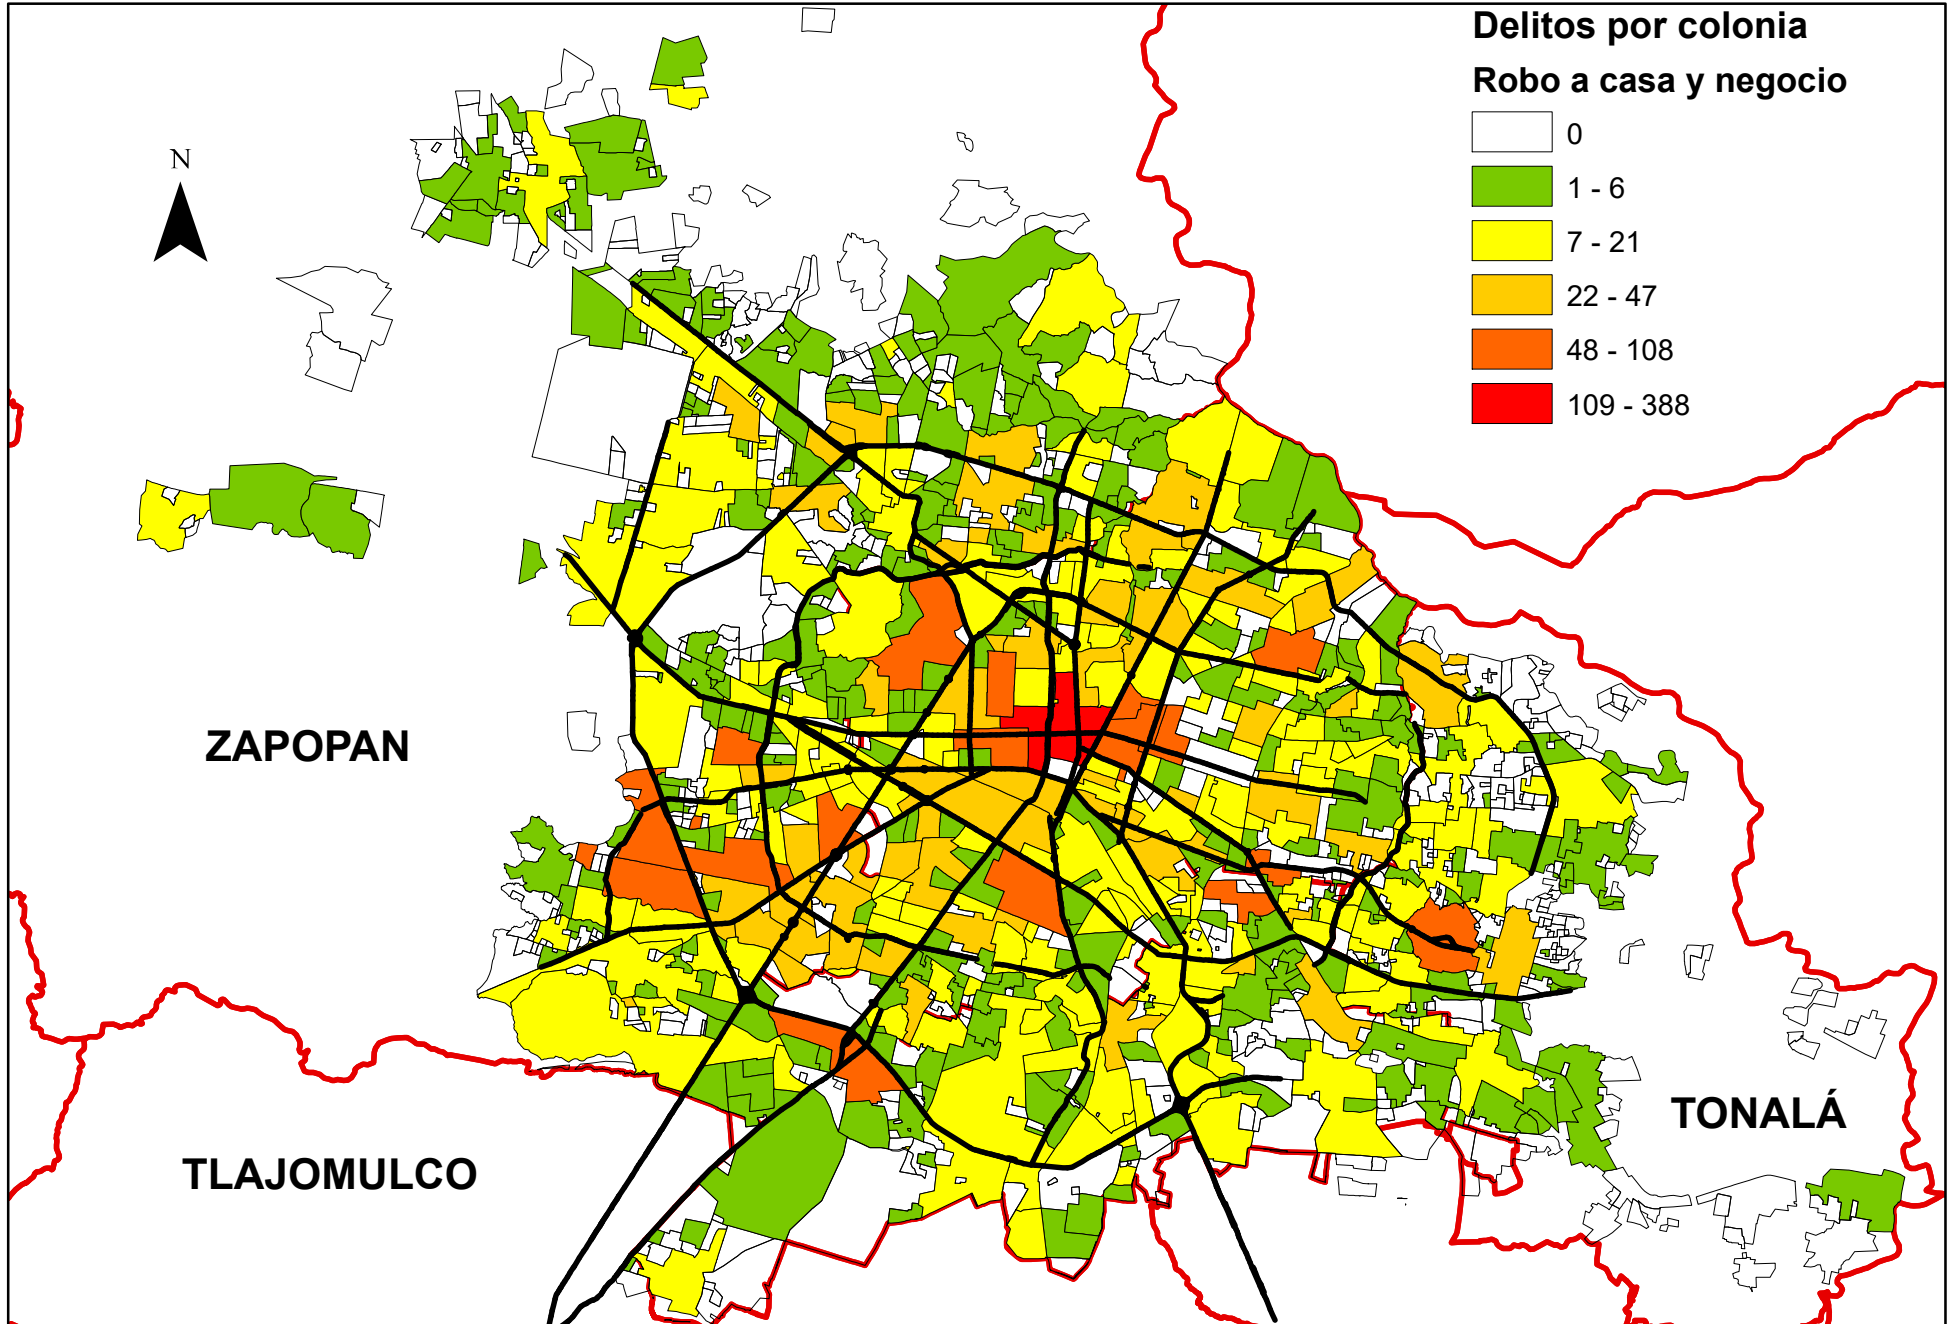 Delitos por colonia
Robo a casa y negocio
0
1 - 6
7 - 21
22 - 47
48 - 108
109 - 388
N
ZAPOPAN
TONALÁ
TLAJOMULCO